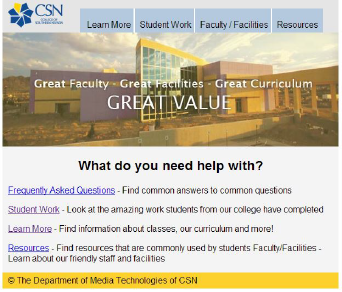 CSN
COLLEGE OF
SOUTHERN NEVADA
Learn More Student Work Faculty / Facilities Resources
Great Faculty - Great Facilities - Great Curriculum
GREAT VALUE
What do you need help with?
Frequently Asked Questions - Find common answers to common questions
Student Work - Look at the amazing work students from our college have completed
Learn More - Find information about classes, our curriculum and more!
Resources - Find resources that are commonly used by students Faculty/Facilities -
Learn about our friendly staff and facilities
© The Department of Media Technologies of CSN